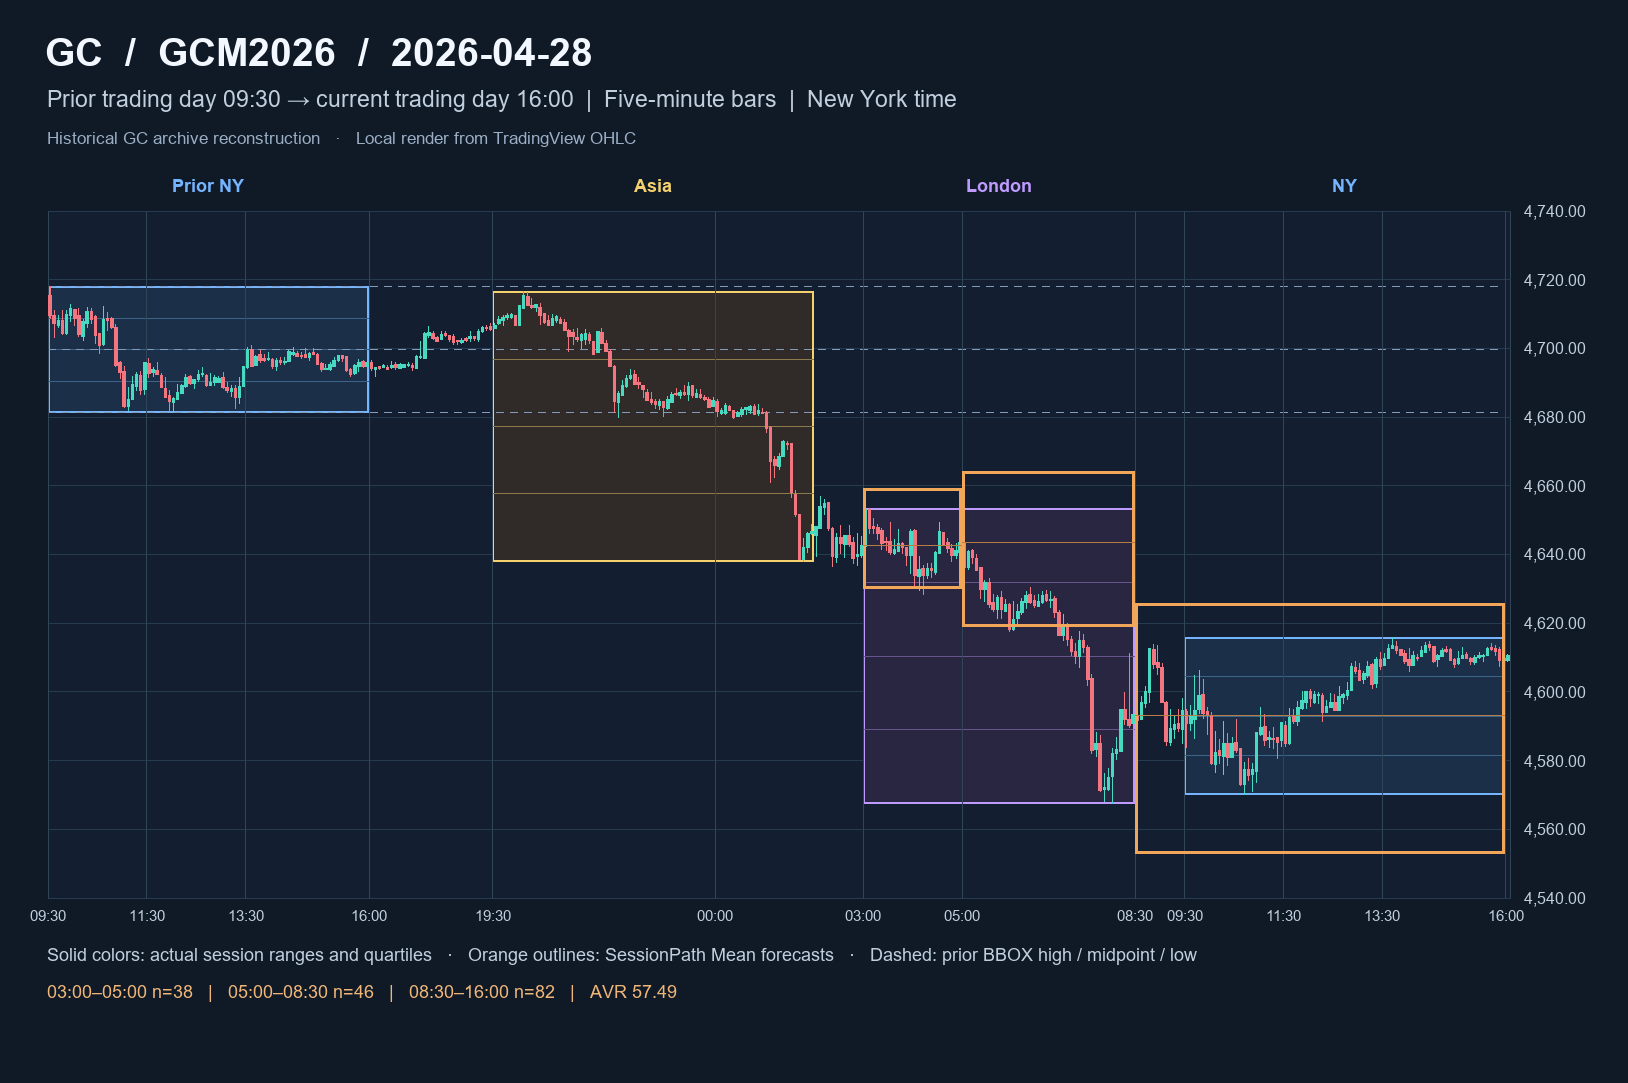 GC / GCM2026 / 2026-04-28
Prior trading day 09:30 → current trading day 16:00 | Five-minute bars | New York time
Historical GC archive reconstruction · Local render from TradingView OHLC
Prior NY Asia London NY
4,740.00
4,720.00
4,700.00
4,680.00
4,660.00
4,640.00
4,620.00
4,600.00
4,580.00
4,560.00
4,540.00
09:30 11:30 13:30 16:00 19:30 00:00 03:00 05:00 08:30 09:30 11:30 13:30 16:00
Solid colors: actual session ranges and quartiles · Orange outlines: SessionPath Mean forecasts · Dashed: prior BBOX high / midpoint / low
03:00–05:00 n=38 | 05:00–08:30 n=46 | 08:30–16:00 n=82 | AVR 57.49